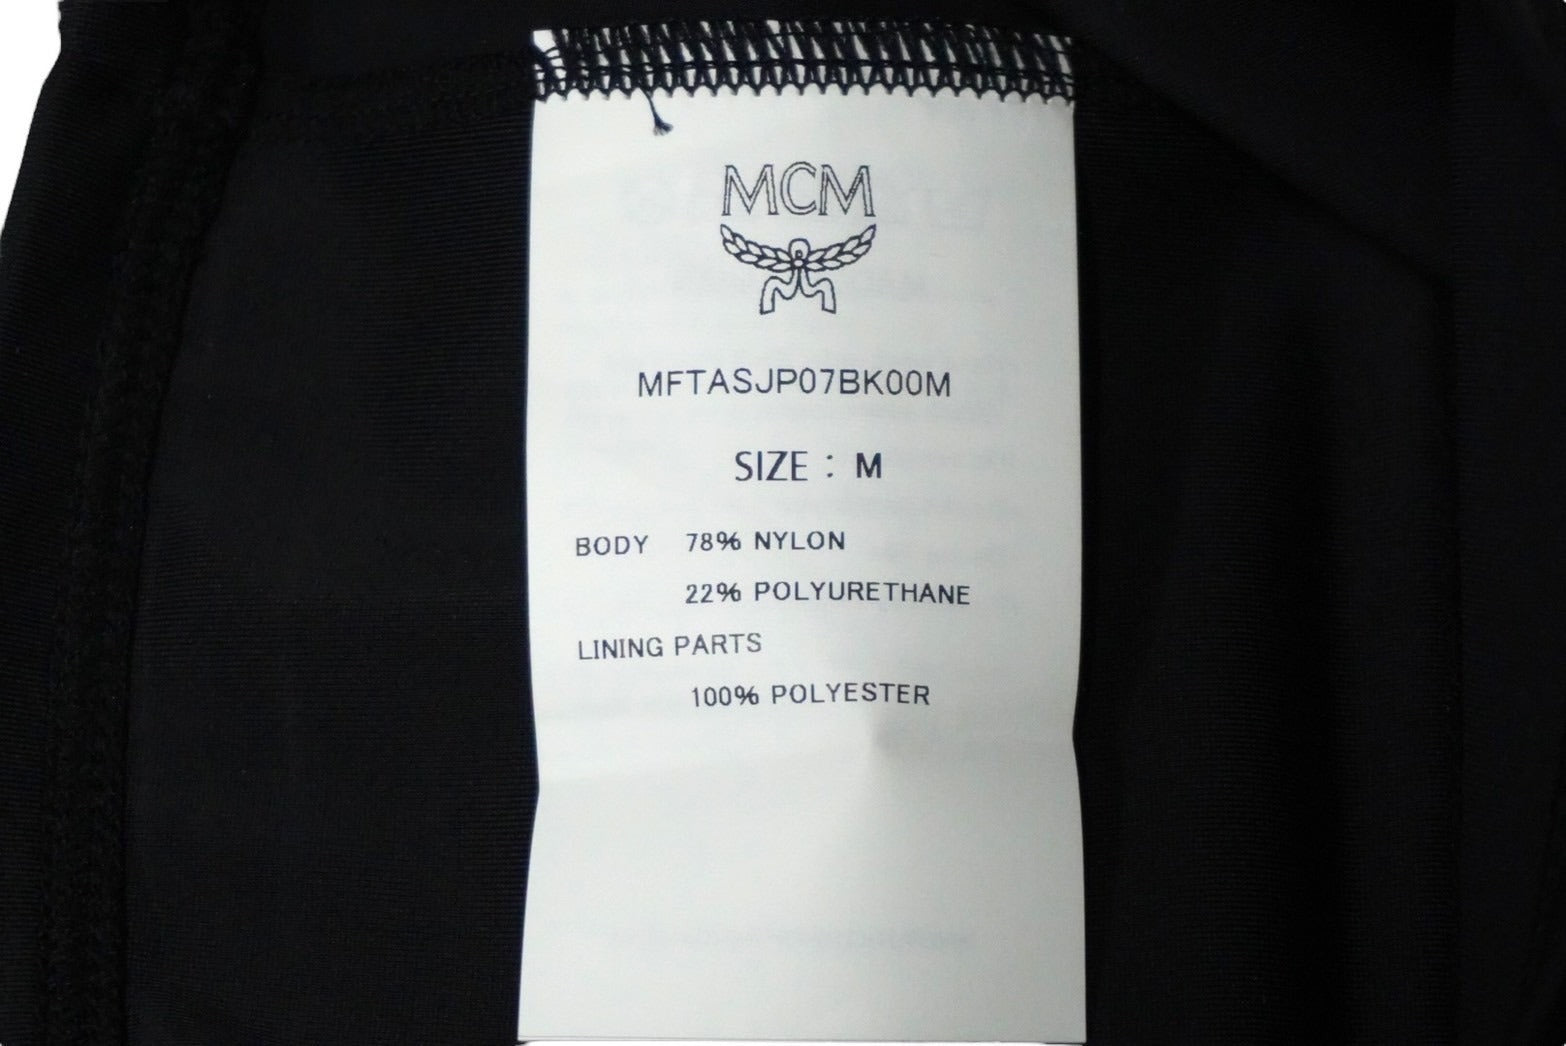 MCM
MFTASJP07BK00M
SIZE : M
BODY 78% NYLON
22% POLYURETHANE
LINING PARTS
100% POLYESTER